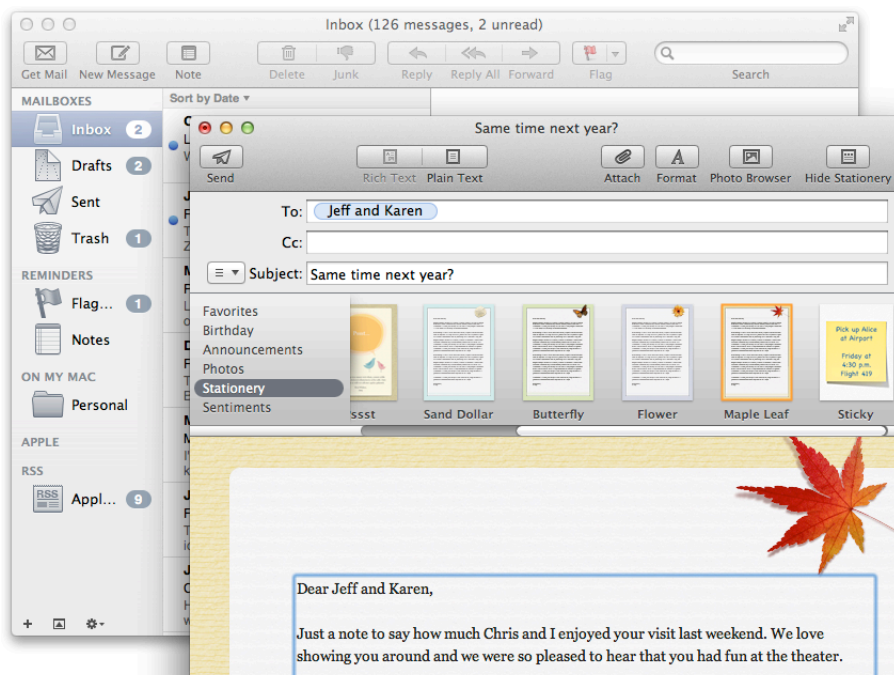 Inbox (126 messages, 2 unread)
Get Mail New Message Note Delete Junk Reply Reply All Forward Flag Search
MAILBOXES
Inbox 2
Drafts 2
Sent
Trash 1
REMINDERS
Flag... 1
Notes
ON MY MAC
Personal
APPLE
RSS
RSS Appl... 9
Sort by Date
Same time next year?
Send Rich Text Plain Text Attach Format Photo Browser Hide Stationery
To: Jeff and Karen
Cc:
Subject: Same time next year?
Favorites
Birthday
Announcements
Photos
Stationery
Sentiments
Sand Dollar Butterfly Flower Maple Leaf Sticky
Pick up Alice
at Airport
Friday at
4:30 p.m.
Flight 419
Dear Jeff and Karen,
Just a note to say how much Chris and I enjoyed your visit last weekend. We love
showing you around and we were so pleased to hear that you had fun at the theater.